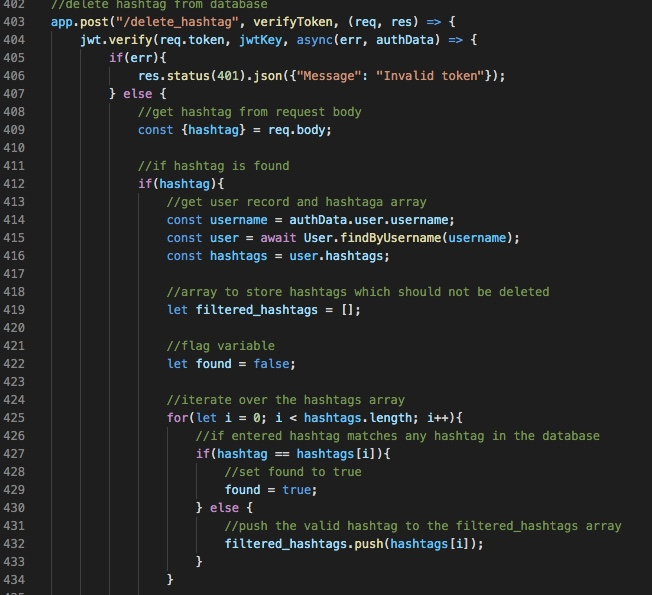 402 //delete hashtag from database
403 app.post("/delete_hashtag", verifyToken, (req, res) => {
404     jwt.verify(req.token, jwtKey, async(err, authData) => {
405         if(err){
406             res.status(401).json({"Message": "Invalid token"});
407         } else {
408             //get hashtag from request body
409             const {hashtag} = req.body;
410
411             //if hashtag is found
412             if(hashtag){
413                 //get user record and hashtaga array
414                 const username = authData.user.username;
415                 const user = await User.findByUsername(username);
416                 const hashtags = user.hashtags;
417
418                 //array to store hashtags which should not be deleted
419                 let filtered_hashtags = [];
420
421                 //flag variable
422                 let found = false;
423
424                 //iterate over the hashtags array
425                 for(let i = 0; i < hashtags.length; i++){
426                     //if entered hashtag matches any hashtag in the database
427                     if(hashtag == hashtags[i]){
428                         //set found to true
429                         found = true;
430                     } else {
431                         //push the valid hashtag to the filtered_hashtags array
432                         filtered_hashtags.push(hashtags[i]);
433                     }
434                 }